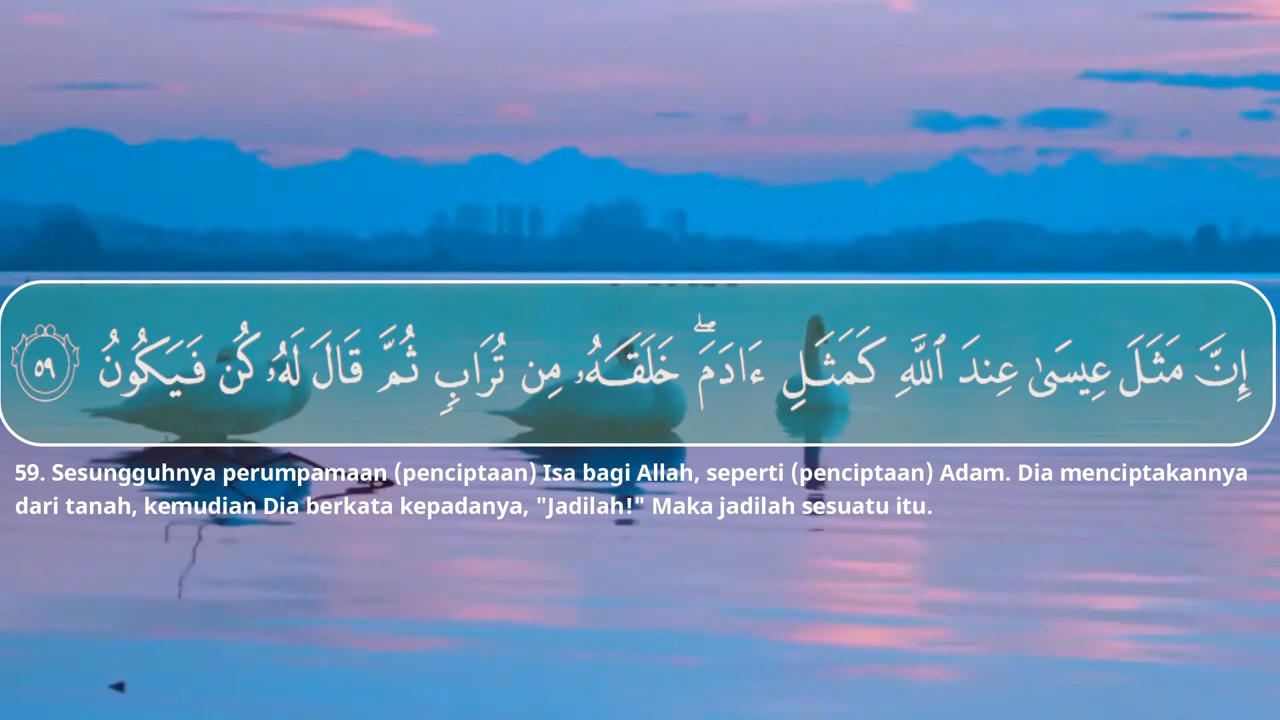 إِنَّ مَثَلَ عِيسَىٰ عِندَ ٱللَّهِ كَمَثَلِ ءَادَمَ ۖ خَلَقَهُۥ مِن تُرَابٍ ثُمَّ قَالَ لَهُۥ كُن فَيَكُونُ ٥٩
59. Sesungguhnya perumpamaan (penciptaan) Isa bagi Allah, seperti (penciptaan) Adam. Dia menciptakannya
dari tanah, kemudian Dia berkata kepadanya, "Jadilah!" Maka jadilah sesuatu itu.